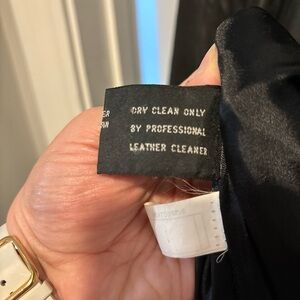 DRY CLEAN ONLY
BY PROFESSIONAL
LEATHER CLEANER